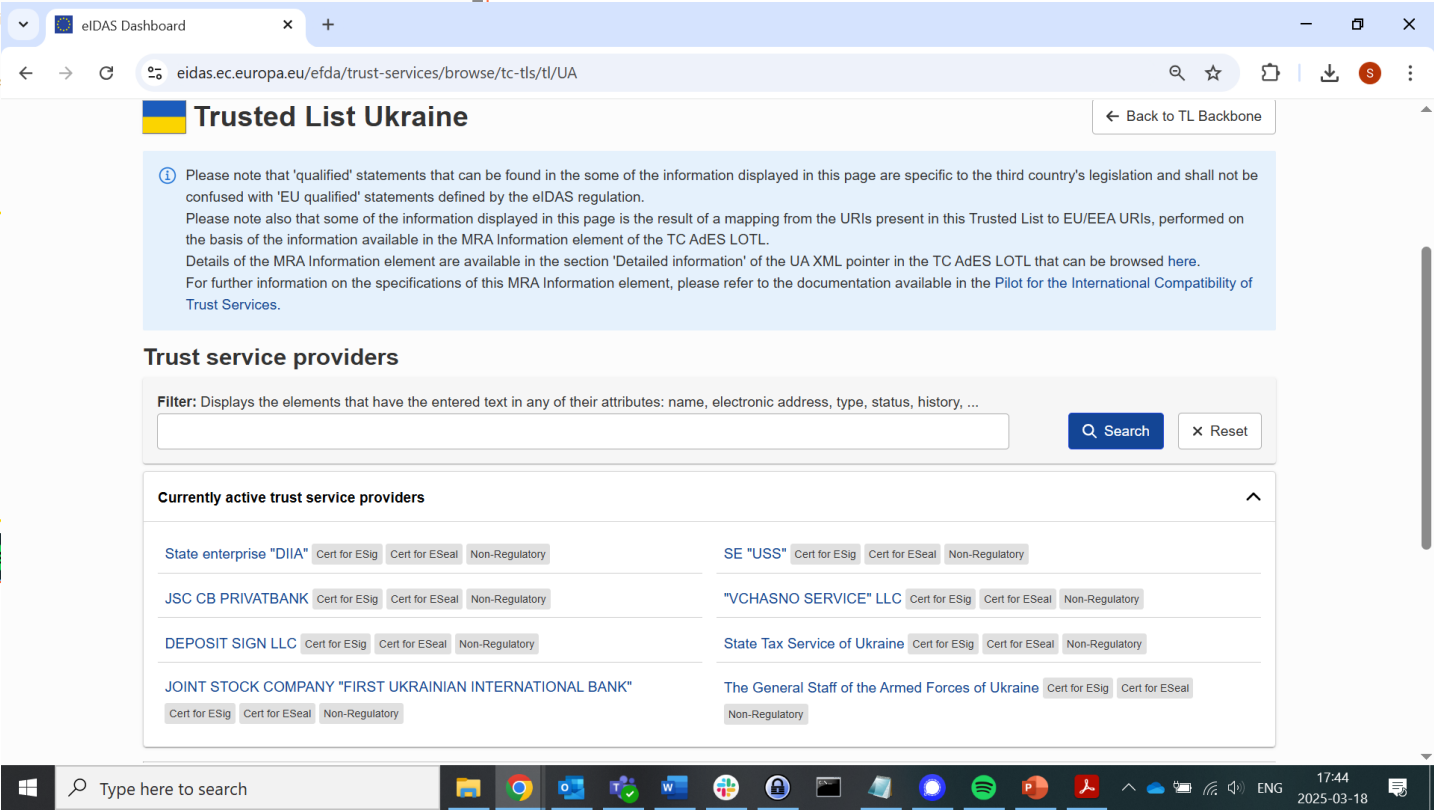 eIDAS Dashboard
eidas.ec.europa.eu/efda/trust-services/browse/tc-tls/tl/UA
S
Trusted List Ukraine
Back to TL Backbone
Please note that 'qualified' statements that can be found in the some of the information displayed in this page are specific to the third country's legislation and shall not be
confused with 'EU qualified' statements defined by the eIDAS regulation.
Please note also that some of the information displayed in this page is the result of a mapping from the URIs present in this Trusted List to EU/EEA URIs, performed on
the basis of the information available in the MRA Information element of the TC AdES LOTL.
Details of the MRA Information element are available in the section 'Detailed information' of the UA XML pointer in the TC AdES LOTL that can be browsed here.
For further information on the specifications of this MRA Information element, please refer to the documentation available in the Pilot for the International Compatibility of
Trust Services.
Trust service providers
Filter: Displays the elements that have the entered text in any of their attributes: name, electronic address, type, status, history, ...
Search
Reset
Currently active trust service providers
State enterprise "DIIA" Cert for ESig Cert for ESeal Non-Regulatory
SE "USS" Cert for ESig Cert for ESeal Non-Regulatory
JSC CB PRIVATBANK Cert for ESig Cert for ESeal Non-Regulatory
"VCHASNO SERVICE" LLC Cert for ESig Cert for ESeal Non-Regulatory
DEPOSIT SIGN LLC Cert for ESig Cert for ESeal Non-Regulatory
State Tax Service of Ukraine Cert for ESig Cert for ESeal Non-Regulatory
JOINT STOCK COMPANY "FIRST UKRAINIAN INTERNATIONAL BANK"
Cert for ESig Cert for ESeal Non-Regulatory
The General Staff of the Armed Forces of Ukraine Cert for ESig Cert for ESeal
Non-Regulatory
Type here to search
ENG
17:44
2025-03-18